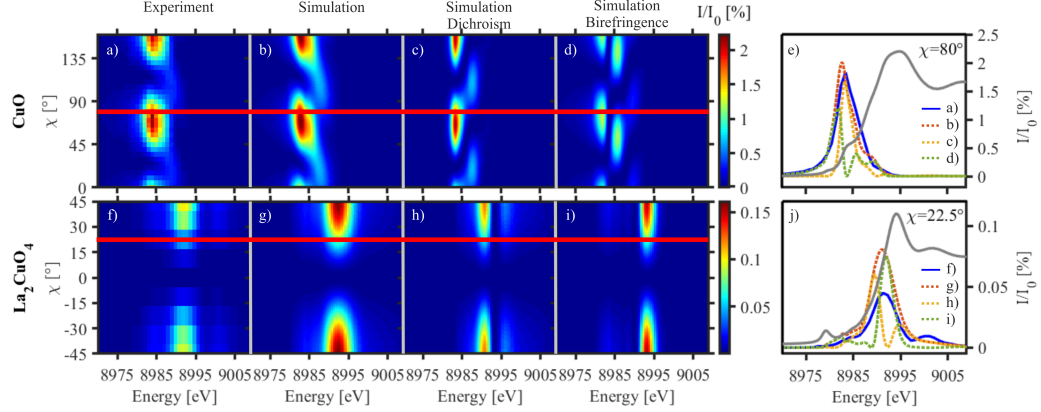 Experiment
Simulation
Simulation
Dichroism
Simulation
Birefringence
I/I0 [%]
a)
b)
c)
d)
e)
χ=80°
CuO
χ [°]
135
90
45
0
2
1.5
1
0.5
0
2.5
2
1.5
1
0.5
0
I/I0 [%]
a)
b)
c)
d)
f)
g)
h)
i)
j)
χ=22.5°
La2CuO4
χ [°]
45
30
15
0
-15
-30
-45
0.15
0.10
0.05
0.1
0.05
0
I/I0 [%]
f)
g)
h)
i)
8975 8985 8995 8975 8985 8995 8975 8985 8995 8975 8985 8995 9005
8975 8985 8995 9005
Energy [eV] Energy [eV] Energy [eV] Energy [eV] Energy [eV]